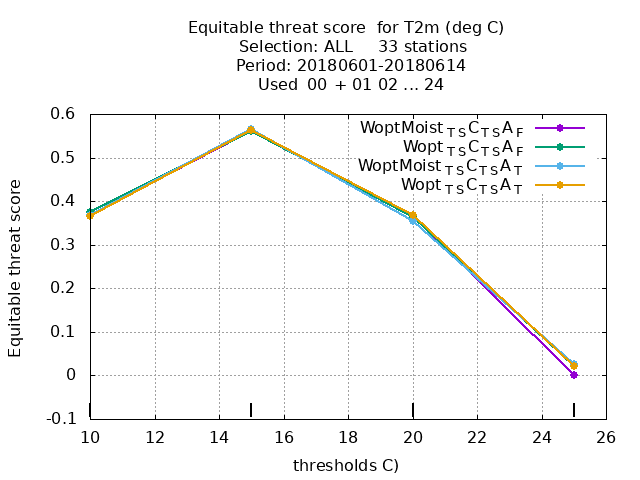 Equitable threat score for T2m (deg C)
Selection: ALL 33 stations
Period: 20180601-20180614
Used 00 + 01 02 ... 24
WoptMoist TS C TS A F
Wopt TS C TS A F
WoptMoist TS C TS A T
Wopt TS C TS A T
Equitable threat score
0.6
0.5
0.4
0.3
0.2
0.1
0
-0.1
10 12 14 16 18 20 22 24 26
thresholds C)